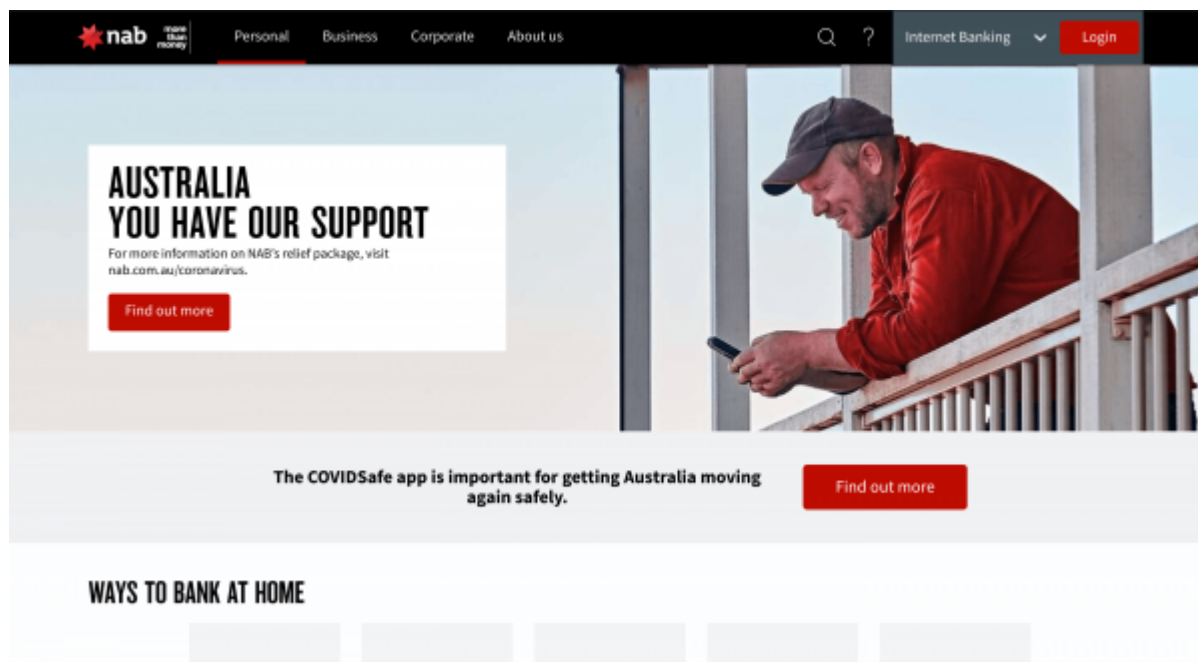 nab more
than
money
Personal Business Corporate About us
? Internet Banking Login
AUSTRALIA
YOU HAVE OUR SUPPORT
For more information on NAB's relief package, visit
nab.com.au/coronavirus.
Find out more
The COVIDSafe app is important for getting Australia moving
again safely.
Find out more
WAYS TO BANK AT HOME